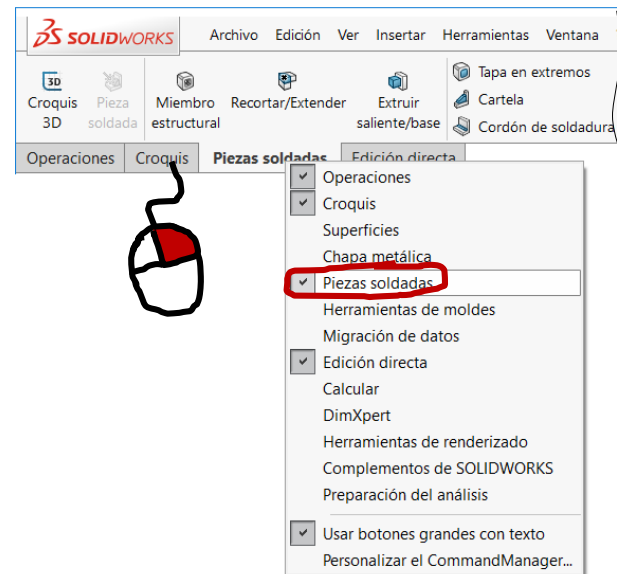 SOLIDWORKS Archivo Edición Ver Insertar Herramientas Ventana
3D
Croquis 3D
Pieza soldada
Miembro estructural
Recortar/Extender
Extruir saliente/base
Tapa en extremos
Cartela
Cordón de soldadura
Operaciones Croquis Piezas soldadas Edición directa
Operaciones
Croquis
Superficies
Chapa metálica
Piezas soldadas
Herramientas de moldes
Migración de datos
Edición directa
Calcular
DimXpert
Herramientas de renderizado
Complementos de SOLIDWORKS
Preparación del análisis
Usar botones grandes con texto
Personalizar el CommandManager...